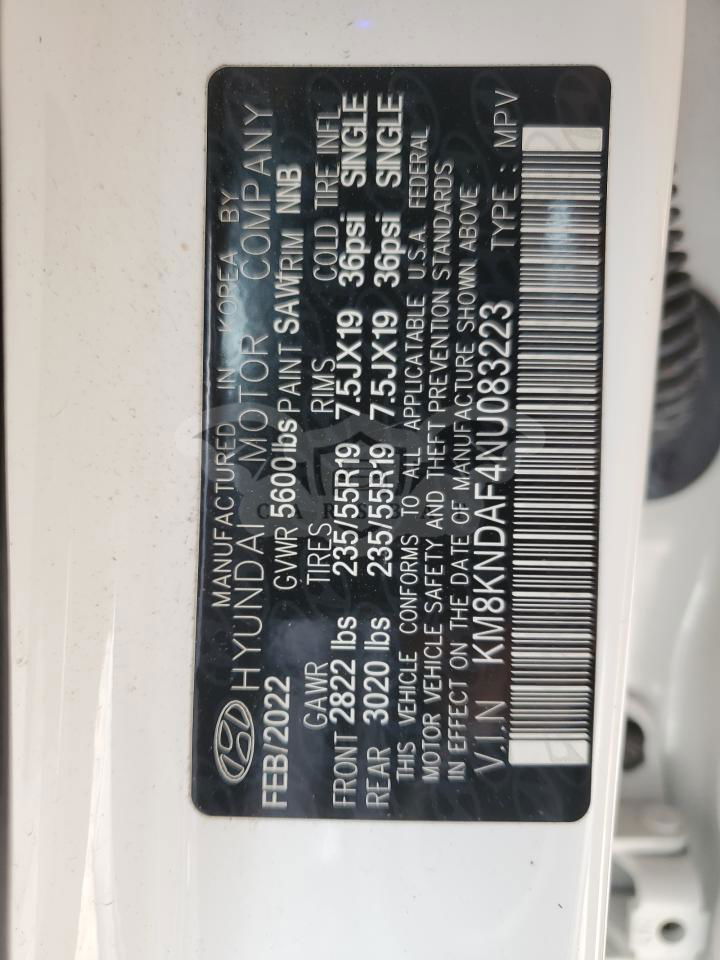 MANUFACTURED IN KOREA BY
HYUNDAI MOTOR COMPANY
FEB/2022 GVWR 5600lbs PAINT SAWTRIM NNB
GAWR TIRES RIMS COLD TIRE INFL
FRONT 2822 lbs 235/55R19 7.5JX19 36psi SINGLE
REAR 3020 lbs 235/55R19 7.5JX19 36psi SINGLE
THIS VEHICLE CONFORMS TO ALL APPLICATABLE U.S.A. FEDERAL
MOTOR VEHICLE SAFETY AND THEFT PREVENTION STANDARDS
IN EFFECT ON THE DATE OF MANUFACTURE SHOWN ABOVE
V.I.N KM8KNDAF4NU083223 TYPE : MPV